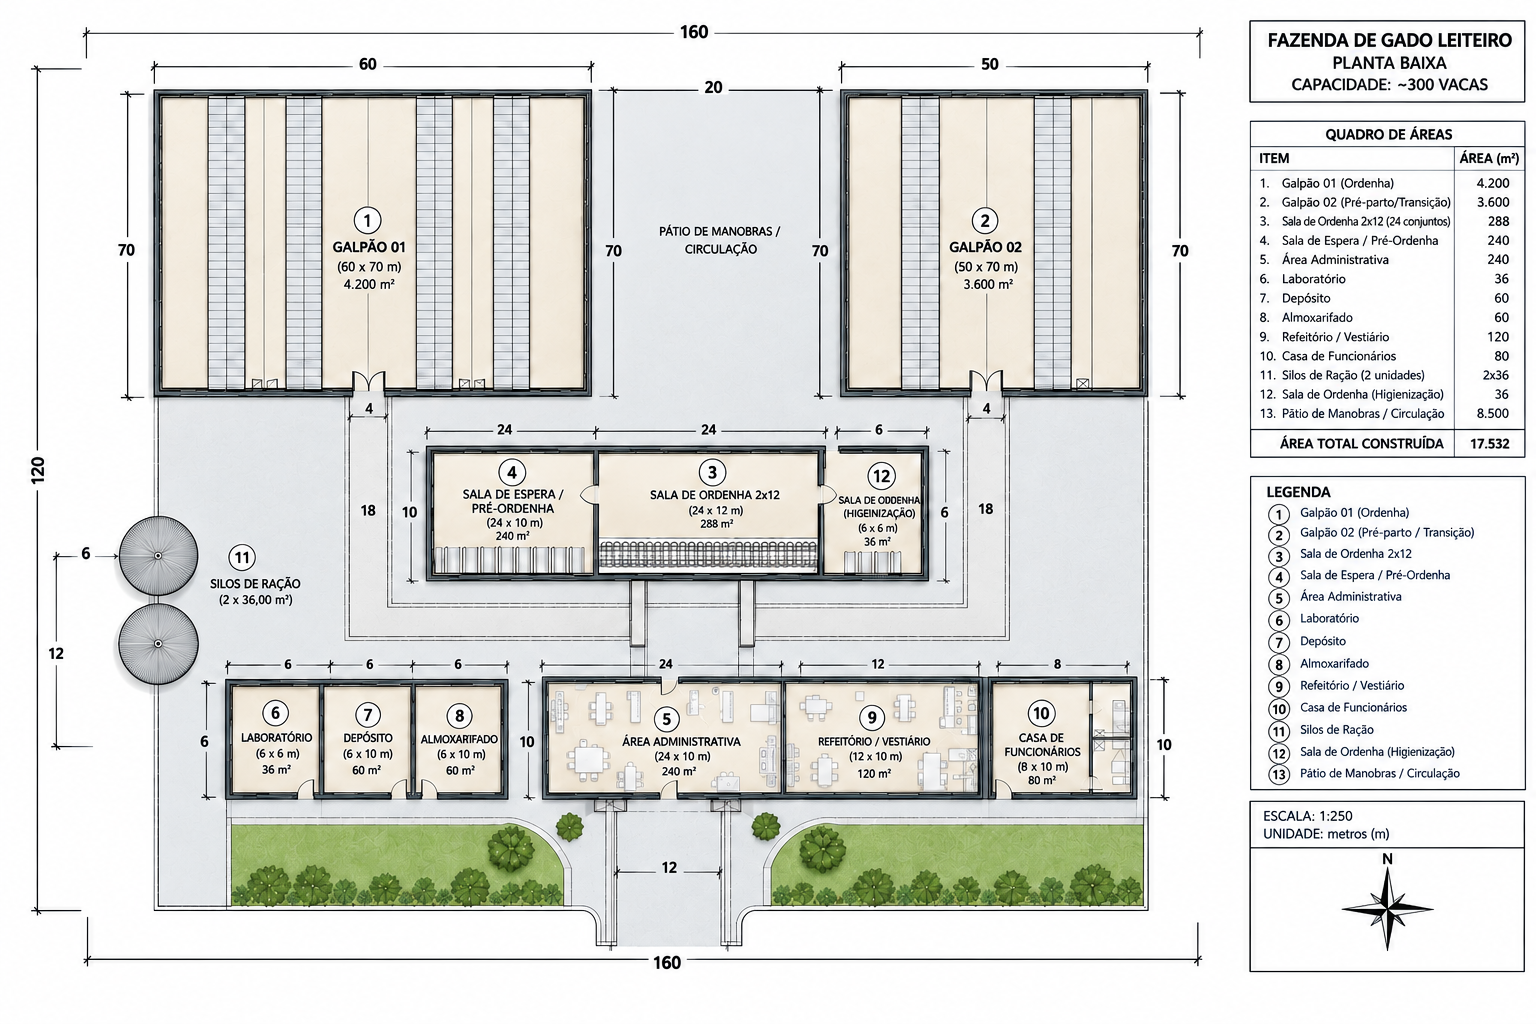 160
60
50
20
70
70
70
70
120
1
GALPÃO 01
(60 x 70 m)
4.200 m²
PÁTIO DE MANOBRAS /
CIRCULAÇÃO
2
GALPÃO 02
(50 x 70 m)
3.600 m²
4
4
24
24
6
18
18
10
6
4
SALA DE ESPERA /
PRÉ-ORDENHA
(24 x 10 m)
240 m²
3
SALA DE ORDENHA 2x12
(24 x 12 m)
288 m²
12
SALA DE ODDENHA
(HIGEINIZAÇÃO)
(6 x 6 m)
36 m²
6
11
SILOS DE RAÇÃO
(2 x 36,00 m²)
12
6
6
6
24
12
8
6
10
10
6
LABORATÓRIO
(6 x 6 m)
36 m²
7
DEPÓSITO
(6 x 10 m)
60 m²
8
ALMOXARIFADO
(6 x 10 m)
60 m²
5
ÁREA ADMINISTRATIVA
(24 x 10 m)
240 m²
9
REFEITÓRIO / VESTIÁRIO
(12 x 10 m)
120 m²
10
CASA DE
FUNCIONÁRIOS
(8 x 10 m)
80 m²
12
160
FAZENDA DE GADO LEITEIRO
PLANTA BAIXA
CAPACIDADE: ~300 VACAS
QUADRO DE ÁREAS
ITEM ÁREA (m²)
1. Galpão 01 (Ordenha) 4.200
2. Galpão 02 (Pré-parto/Transição) 3.600
3. Sala de Ordenha 2x12 (24 conjuntos) 288
4. Sala de Espera / Pré-Ordenha 240
5. Área Administrativa 240
6. Laboratório 36
7. Depósito 60
8. Almoxarifado 60
9. Refeitório / Vestiário 120
10. Casa de Funcionários 80
11. Silos de Ração (2 unidades) 2x36
12. Sala de Ordenha (Higienização) 36
13. Pátio de Manobras / Circulação 8.500
ÁREA TOTAL CONSTRUÍDA 17.532
LEGENDA
1 Galpão 01 (Ordenha)
2 Galpão 02 (Pré-parto / Transição)
3 Sala de Ordenha 2x12
4 Sala de Espera / Pré-Ordenha
5 Área Administrativa
6 Laboratório
7 Depósito
8 Almoxarifado
9 Refeitório / Vestiário
10 Casa de Funcionários
11 Silos de Ração
12 Sala de Ordenha (Higienização)
13 Pátio de Manobras / Circulação
ESCALA: 1:250
UNIDADE: metros (m)
N